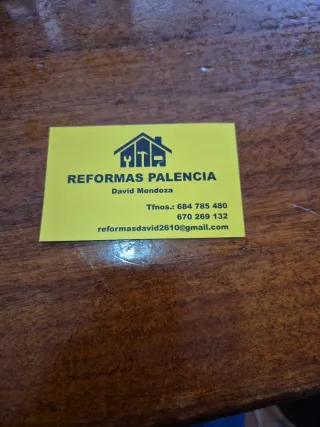 REFORMAS PALENCIA
David Mendoza
Tfnos.: 684 785 480
670 269 132
reformasdavid2610@gmail.com